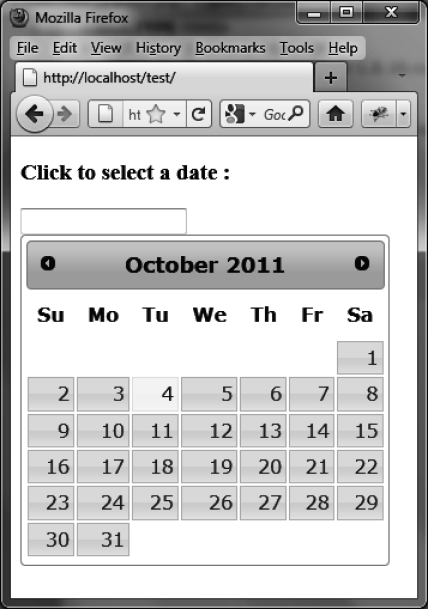 Mozilla Firefox
File Edit View History Bookmarks Tools Help
http://localhost/test/
ht
Click to select a date :
October 2011
Su Mo Tu We Th Fr Sa
1
2 3 4 5 6 7 8
9 10 11 12 13 14 15
16 17 18 19 20 21 22
23 24 25 26 27 28 29
30 31